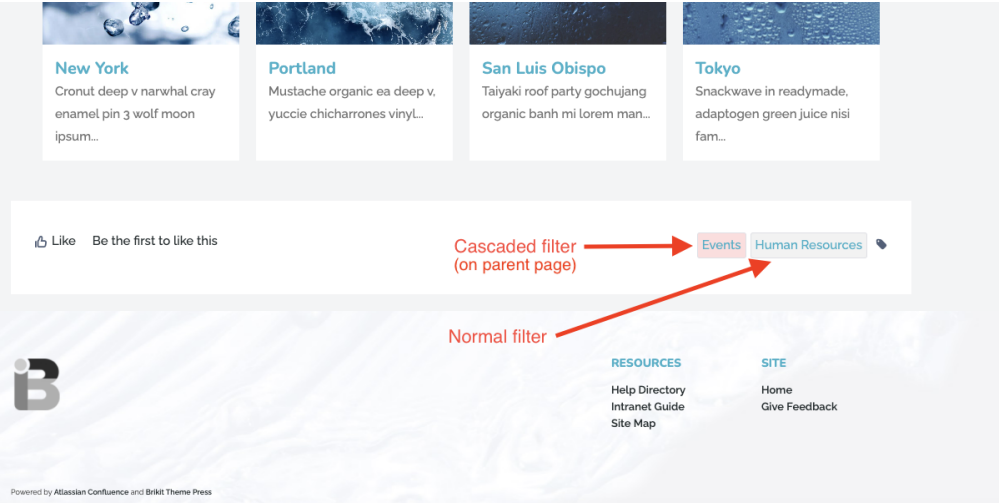 New York
Cronut deep v narwhal cray
enamel pin 3 wolf moon
ipsum...
Portland
Mustache organic ea deep v,
yuccie chicharrones vinyl...
San Luis Obispo
Taiyaki roof party gochujang
organic banh mi lorem man...
Tokyo
Snackwave in readymade,
adaptogen green juice nisi
fam...
Like Be the first to like this
Cascaded filter
(on parent page)
Events Human Resources
Normal filter
iB
RESOURCES
Help Directory
Intranet Guide
Site Map
SITE
Home
Give Feedback
Powered by Atlassian Confluence and Brikit Theme Press